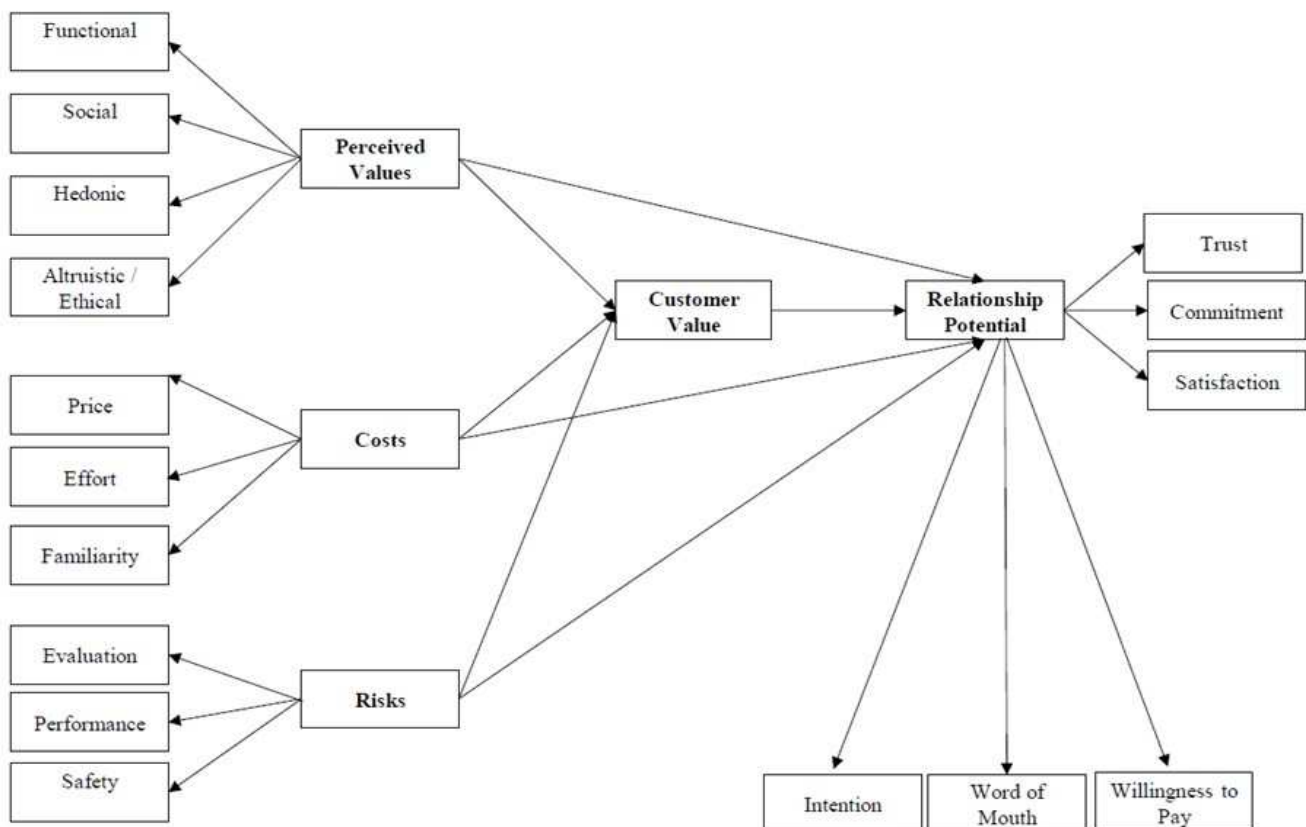 Functional
Social
Hedonic
Altruistic /
Ethical
Perceived
Values
Price
Effort
Familiarity
Costs
Evaluation
Performance
Safety
Risks
Customer
Value
Relationship
Potential
Trust
Commitment
Satisfaction
Intention
Word of
Mouth
Willingness to
Pay